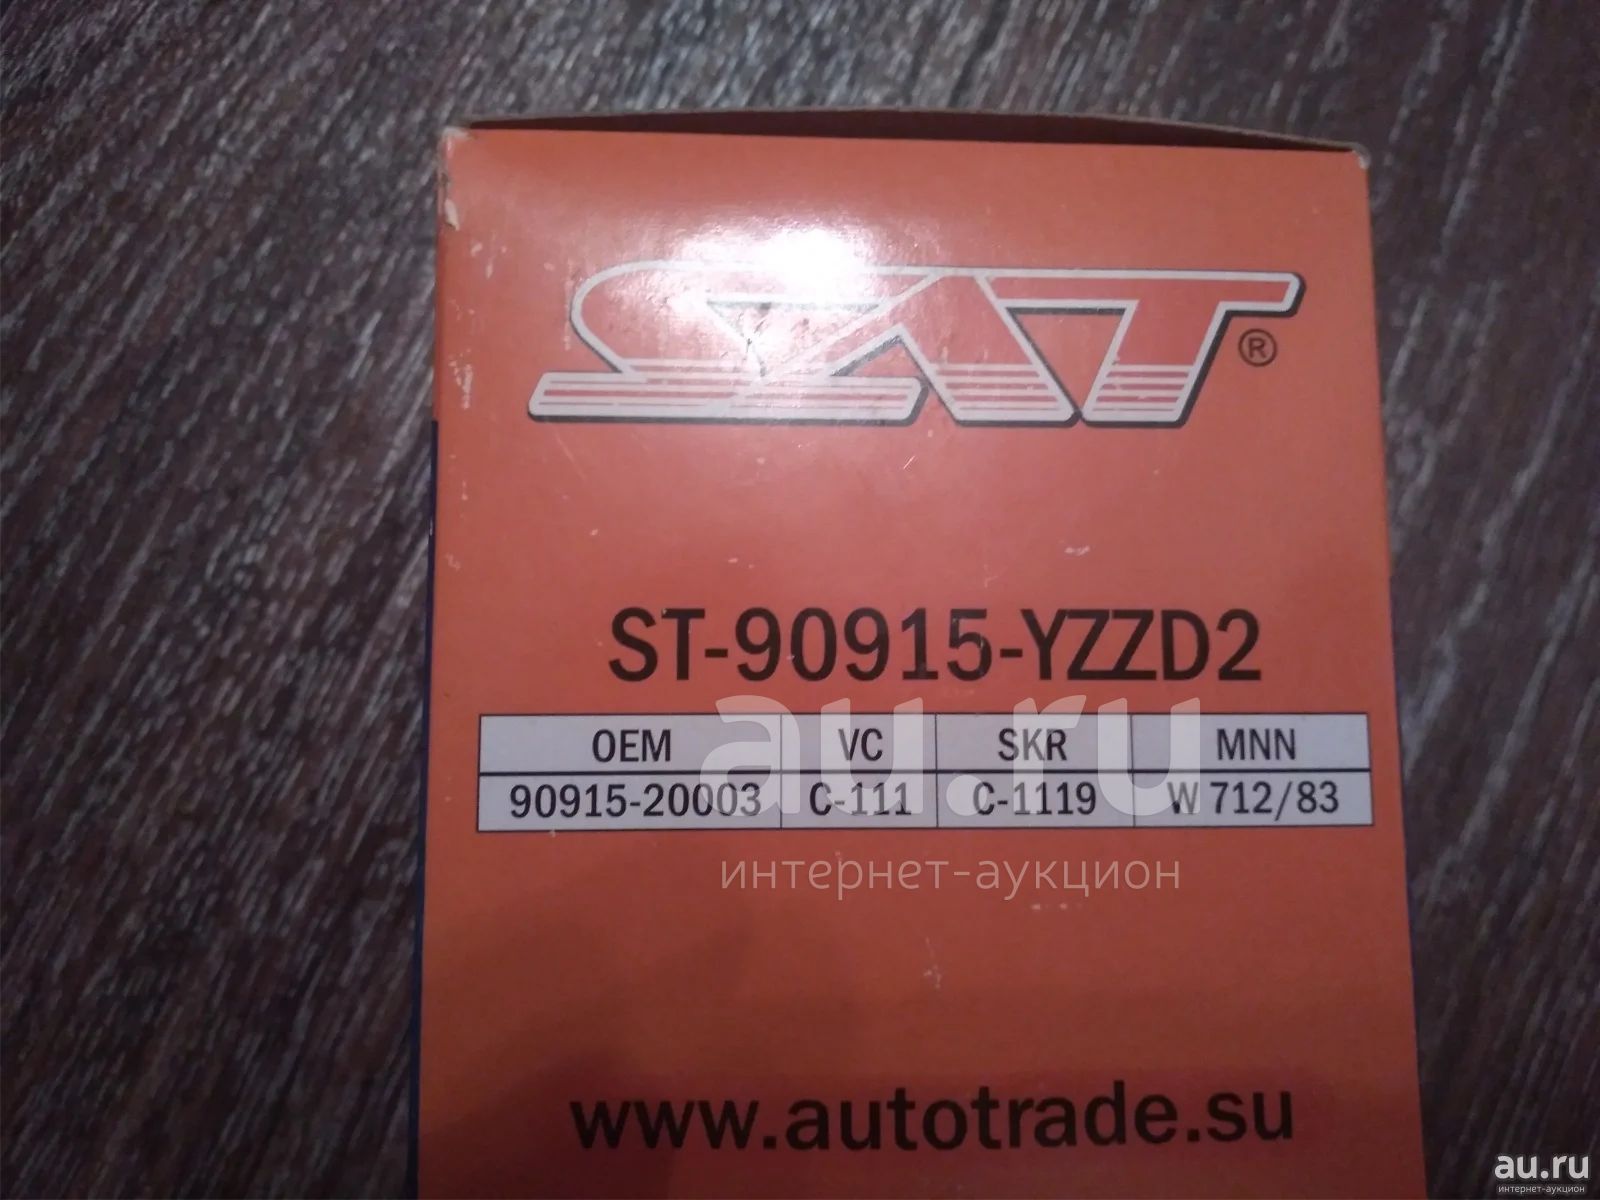 SAT®
ST-90915-YZZD2
OEM VC SKR MNN
90915-20003 C-111 C-1119 W 712/83
au.ru
интернет-аукцион
www.autotrade.su
au.ru
интернет-аукцион